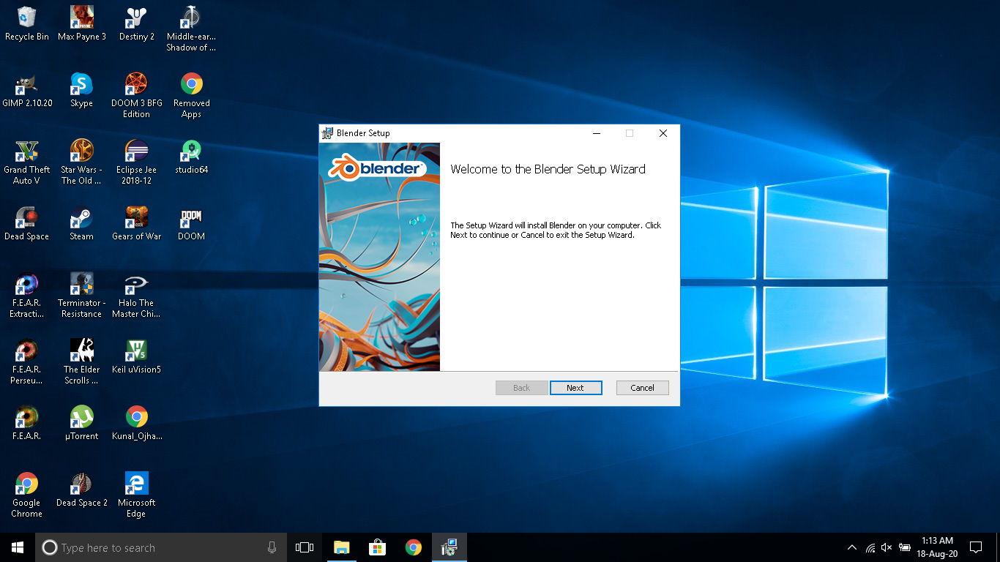 Recycle Bin
Max Payne 3
Destiny 2
Middle-ear...
Shadow of ...
GIMP 2.10.20
Skype
DOOM 3 BFG
Edition
Removed
Apps
Grand Theft
Auto V
Star Wars -
The Old ...
Eclipse Jee
2018-12
studio64
Dead Space
Steam
Gears of War
DOOM
DOOM
F.E.A.R.
Extracti...
Terminator -
Resistance
Halo The
Master Chi...
F.E.A.R.
Perseu...
The Elder
Scrolls ...
Keil uVision5
F.E.A.R.
µTorrent
Kunal_Ojha...
Google
Chrome
Dead Space 2
Microsoft
Edge
Blender Setup
blender
Welcome to the Blender Setup Wizard
The Setup Wizard will install Blender on your computer. Click
Next to continue or Cancel to exit the Setup Wizard.
Back
Next
Cancel
Type here to search
1:13 AM
18-Aug-20